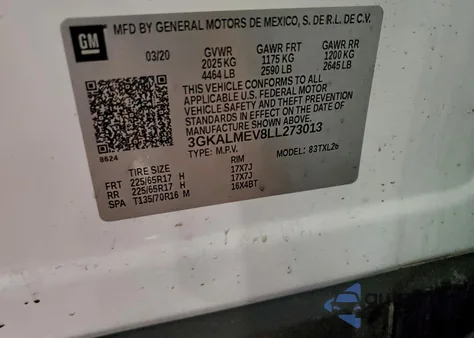 GM
MFD BY GENERAL MOTORS DE MEXICO, S. DE R.L. DE C.V.
03/20 GVWR GAWR FRT GAWR RR
2025 KG 1175 KG 1200 KG
4464 LB 2590 LB 2645 LB
THIS VEHICLE CONFORMS TO ALL
APPLICABLE U.S. FEDERAL MOTOR
VEHICLE SAFETY AND THEFT PREVENTION
STANDARDS IN EFFECT ON THE DATE OF
MANUFACTURE SHOWN ABOVE.
3GKALMEV8LL273013
8624
TYPE: M.P.V. MODEL: 83TXL26
TIRE SIZE RIM
FRT 225/65R17 H 17X7J
RR 225/65R17 H 17X7J
SPA T135/70R16 M 16X4BT